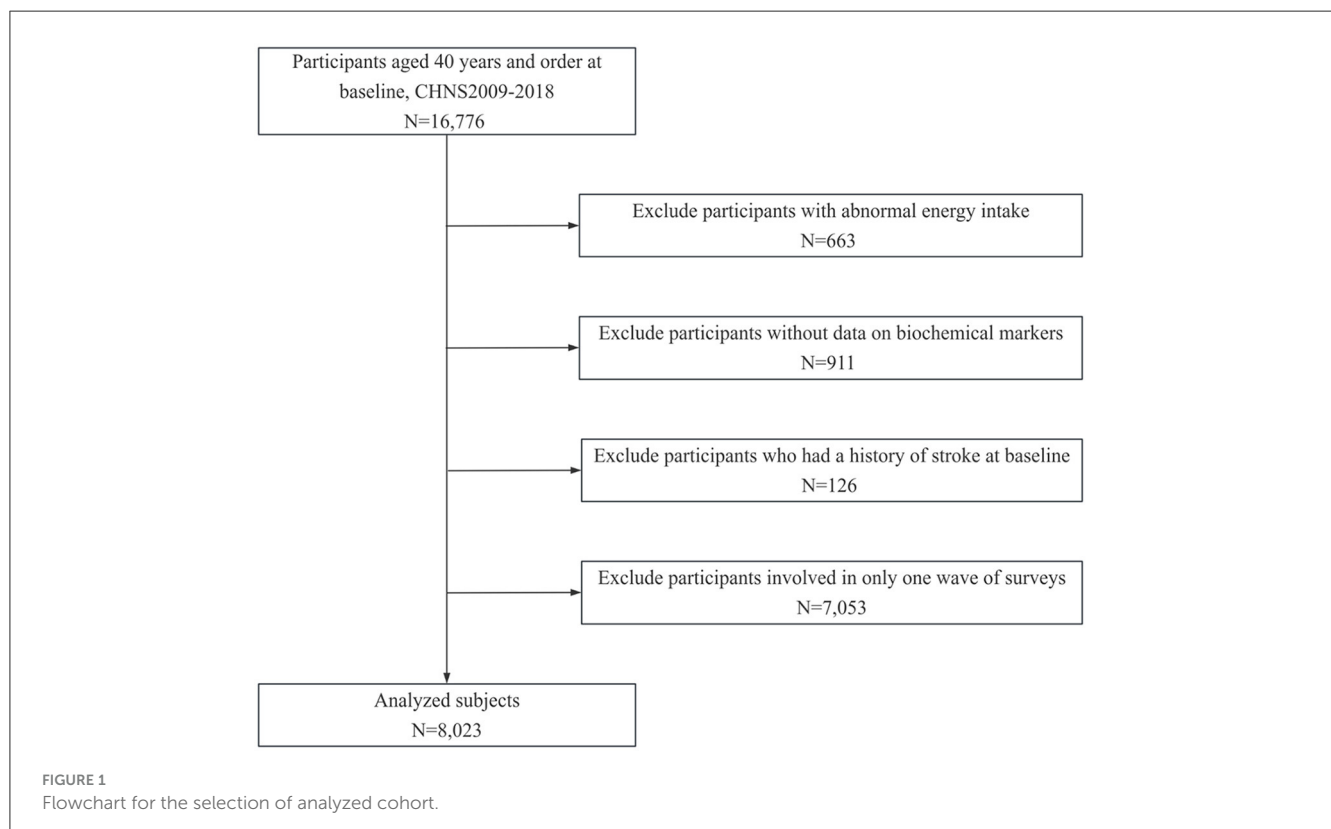 Participants aged 40 years and order at
baseline, CHNS2009-2018
N=16,776
Exclude participants with abnormal energy intake
N=663
Exclude participants without data on biochemical markers
N=911
Exclude participants who had a history of stroke at baseline
N=126
Exclude participants involved in only one wave of surveys
N=7,053
Analyzed subjects
N=8,023
FIGURE 1
Flowchart for the selection of analyzed cohort.